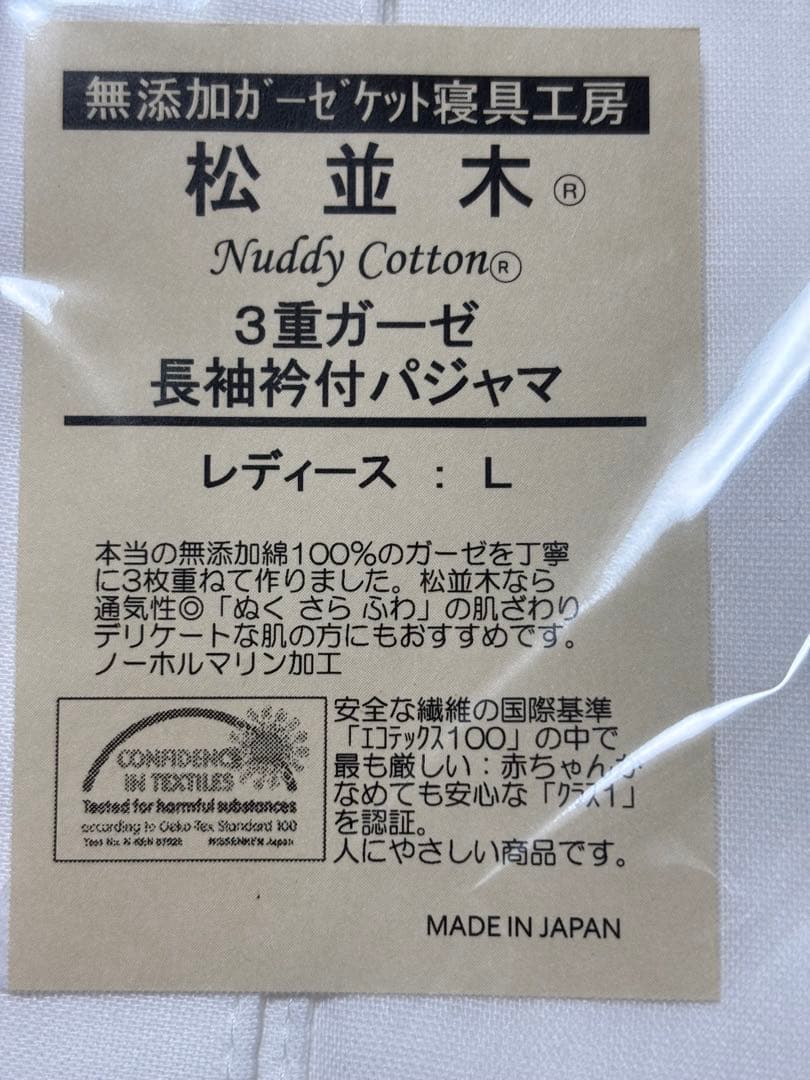 無添加ガーゼケット寝具工房
松並木®
Nuddy Cotton®
3重ガーゼ
長袖衿付パジャマ
レディース : L
本当の無添加綿100%のガーゼを丁寧
に3枚重ねて作りました。松並木なら
通気性◎「ぬく さら ふわ」の肌ざわり
デリケートな肌の方にもおすすめです。
ノーホルマリン加工
CONFIDENCE
IN TEXTILES
Tested for harmful substances
according to Oeko-Tex Standard 100
Test No.
NISSENKEN Japan
安全な繊維の国際基準
「エコテックス100」の中で
最も厳しい:赤ちゃんが
なめても安心な「クラス1」
を認証。
人にやさしい商品です。
MADE IN JAPAN